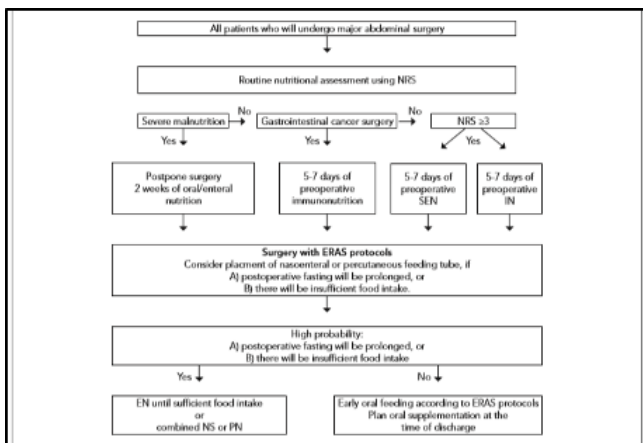 All patients who will undergo major abdominal surgery
Routine nutritional assessment using NRS
Severe malnutrition
No
Gastrointestinal cancer surgery
No
NRS ≥3
Yes
Yes
Yes
Postpone surgery
2 weeks of oral/enteral
nutrition
5-7 days of
preoperative
immunonutrition
5-7 days of
preoperative
SEN
5-7 days of
preoperative
IN
Surgery with ERAS protocols
Consider placment of nasoenteral or percutaneous feeding tube, if
A) postoperative fasting will be prolonged, or
B) there will be insufficient food intake.
High probability:
A) postoperative fasting will be prolonged, or
B) there will be insufficient food intake
Yes
No
EN until sufficient food intake
or
combined NS or PN
Early oral feeding according to ERAS protocols
Plan oral supplementation at the
time of discharge